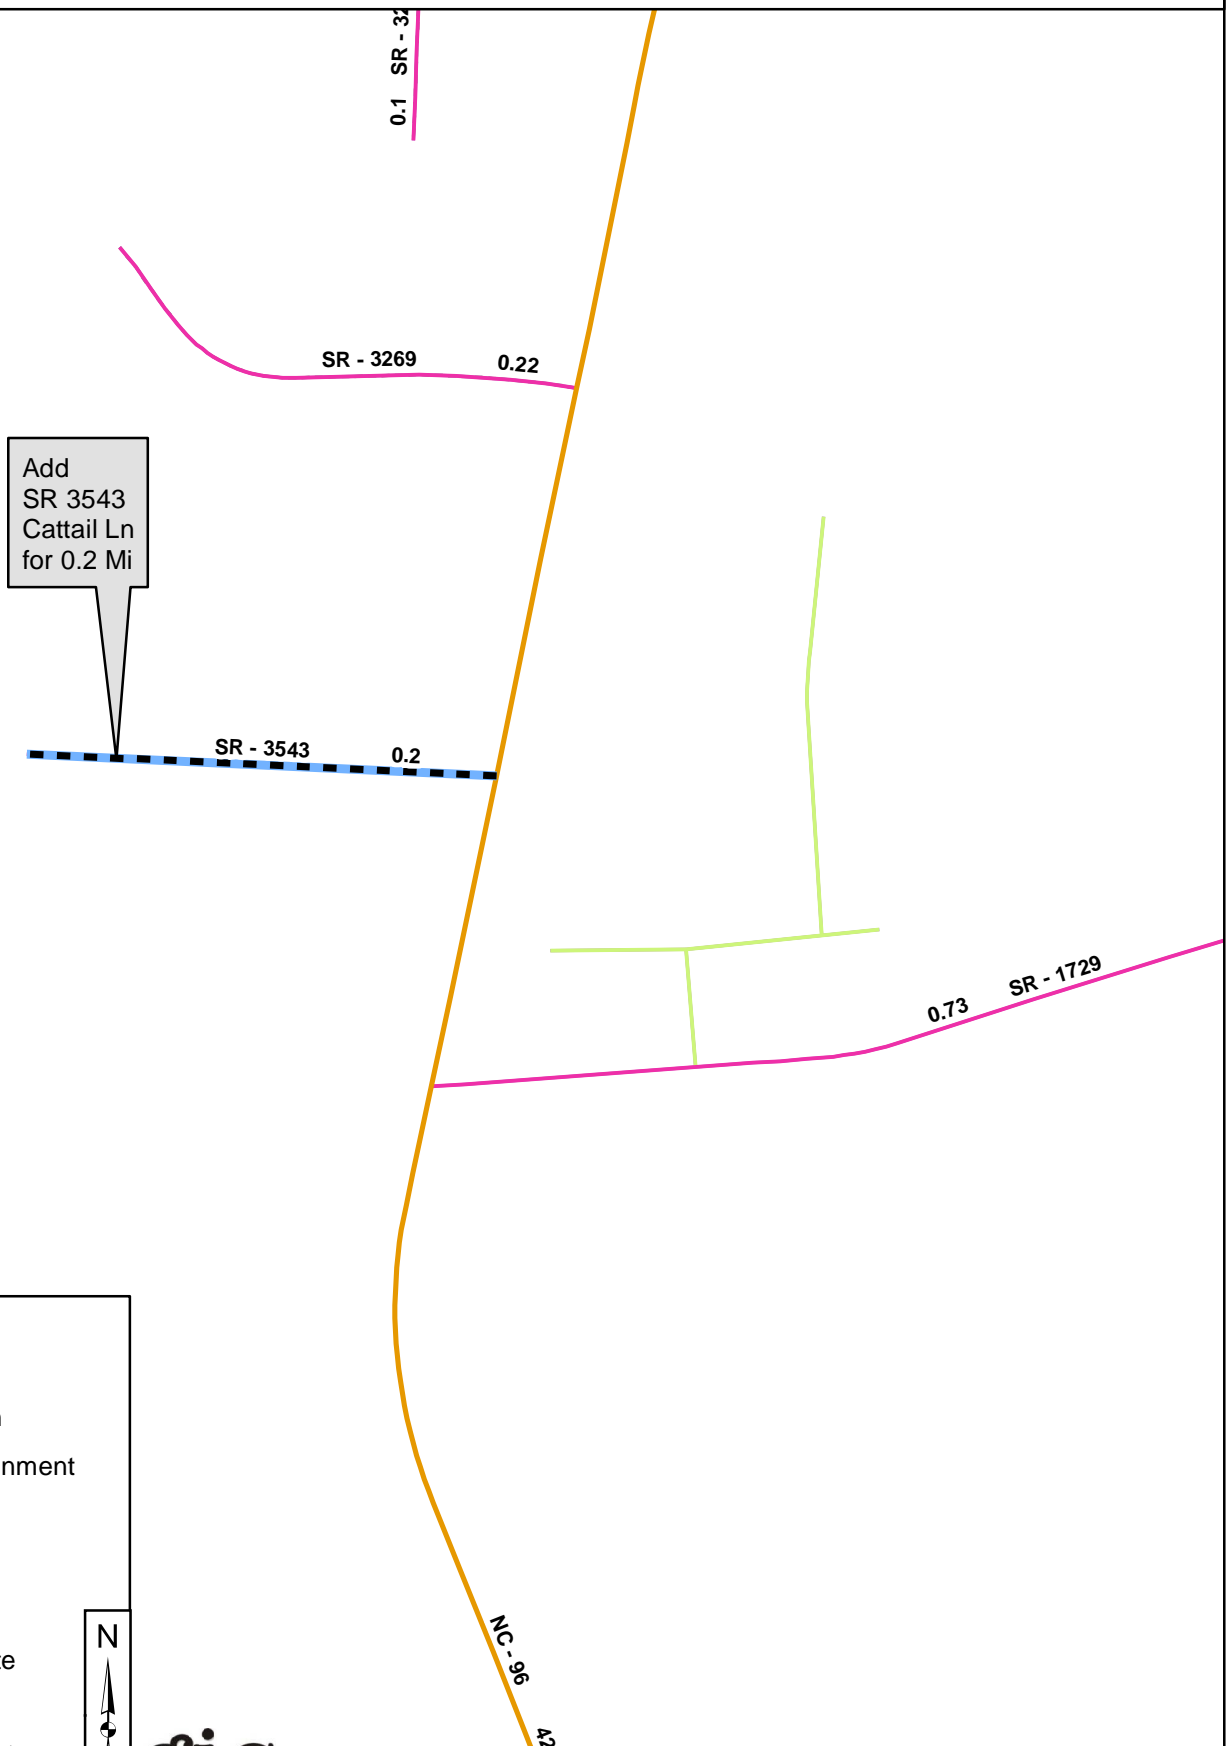 0.1 SR - 32
SR - 3269 0.22
Add
SR 3543
Cattail Ln
for 0.2 Mi
SR - 3543 0.2
0.73 SR - 1729
nment
N
NC - 96
42